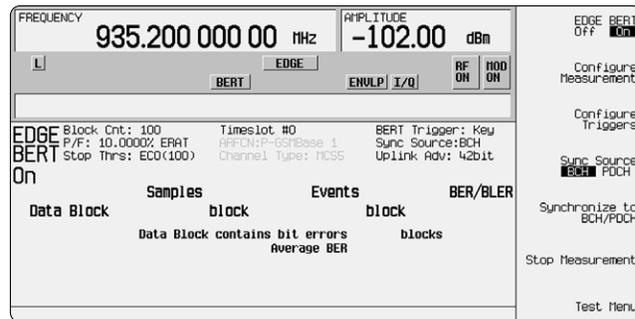 FREQUENCY
935.200 000 00 MHz
AMPLITUDE
-102.00 dBm
L
EDGE
RF ON
MOD ON
BERT
ENVLP
I/Q
EDGE BERT On
Block Cnt: 100
P/F: 10.0000% ERAT
Stop Thrs: EC0(100)
Timeslot #0
ARFCN:P-GSMBase 1
Channel Type: MCS5
BERT Trigger: Key
Sync Source:BCH
Uplink Adv: 42bit
Samples Events BER/BLER
Data Block block block
Data Block contains bit errors blocks
Average BER
EDGE BERT
Off On
Configure
Measurement
Configure
Triggers
Sync Source
BCH PDCH
Synchronize to
BCH/PDCH
Stop Measurement
Test Menu